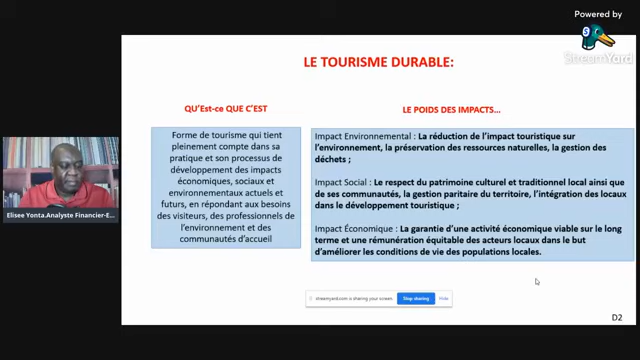 Powered by
S
StreamYard
LE TOURISME DURABLE:
QU'Est-ce QUE C'EST
Forme de tourisme qui tient
pleinement compte dans sa
pratique et son processus de
développement des impacts
économiques, sociaux et
environnementaux actuels et
futurs, en répondant aux besoins
des visiteurs, des professionnels de
l'environnement et des
communautés d'accueil
LE POIDS DES IMPACTS...
Impact Environnemental : La réduction de l'impact touristique sur
l'environnement, la préservation des ressources naturelles, la gestion des
déchets ;
Impact Social : Le respect du patrimoine culturel et traditionnel local ainsi que
de ses communautés, la gestion paritaire du territoire, l'intégration des locaux
dans le développement touristique ;
Impact Économique : La garantie d'une activité économique viable sur le long
terme et une rémunération équitable des acteurs locaux dans le but
d'améliorer les conditions de vie des populations locales.
Elisee Yonta.Analyste Financier-E...
streamyard.com is sharing your screen.
Stop sharing
Hide
D2